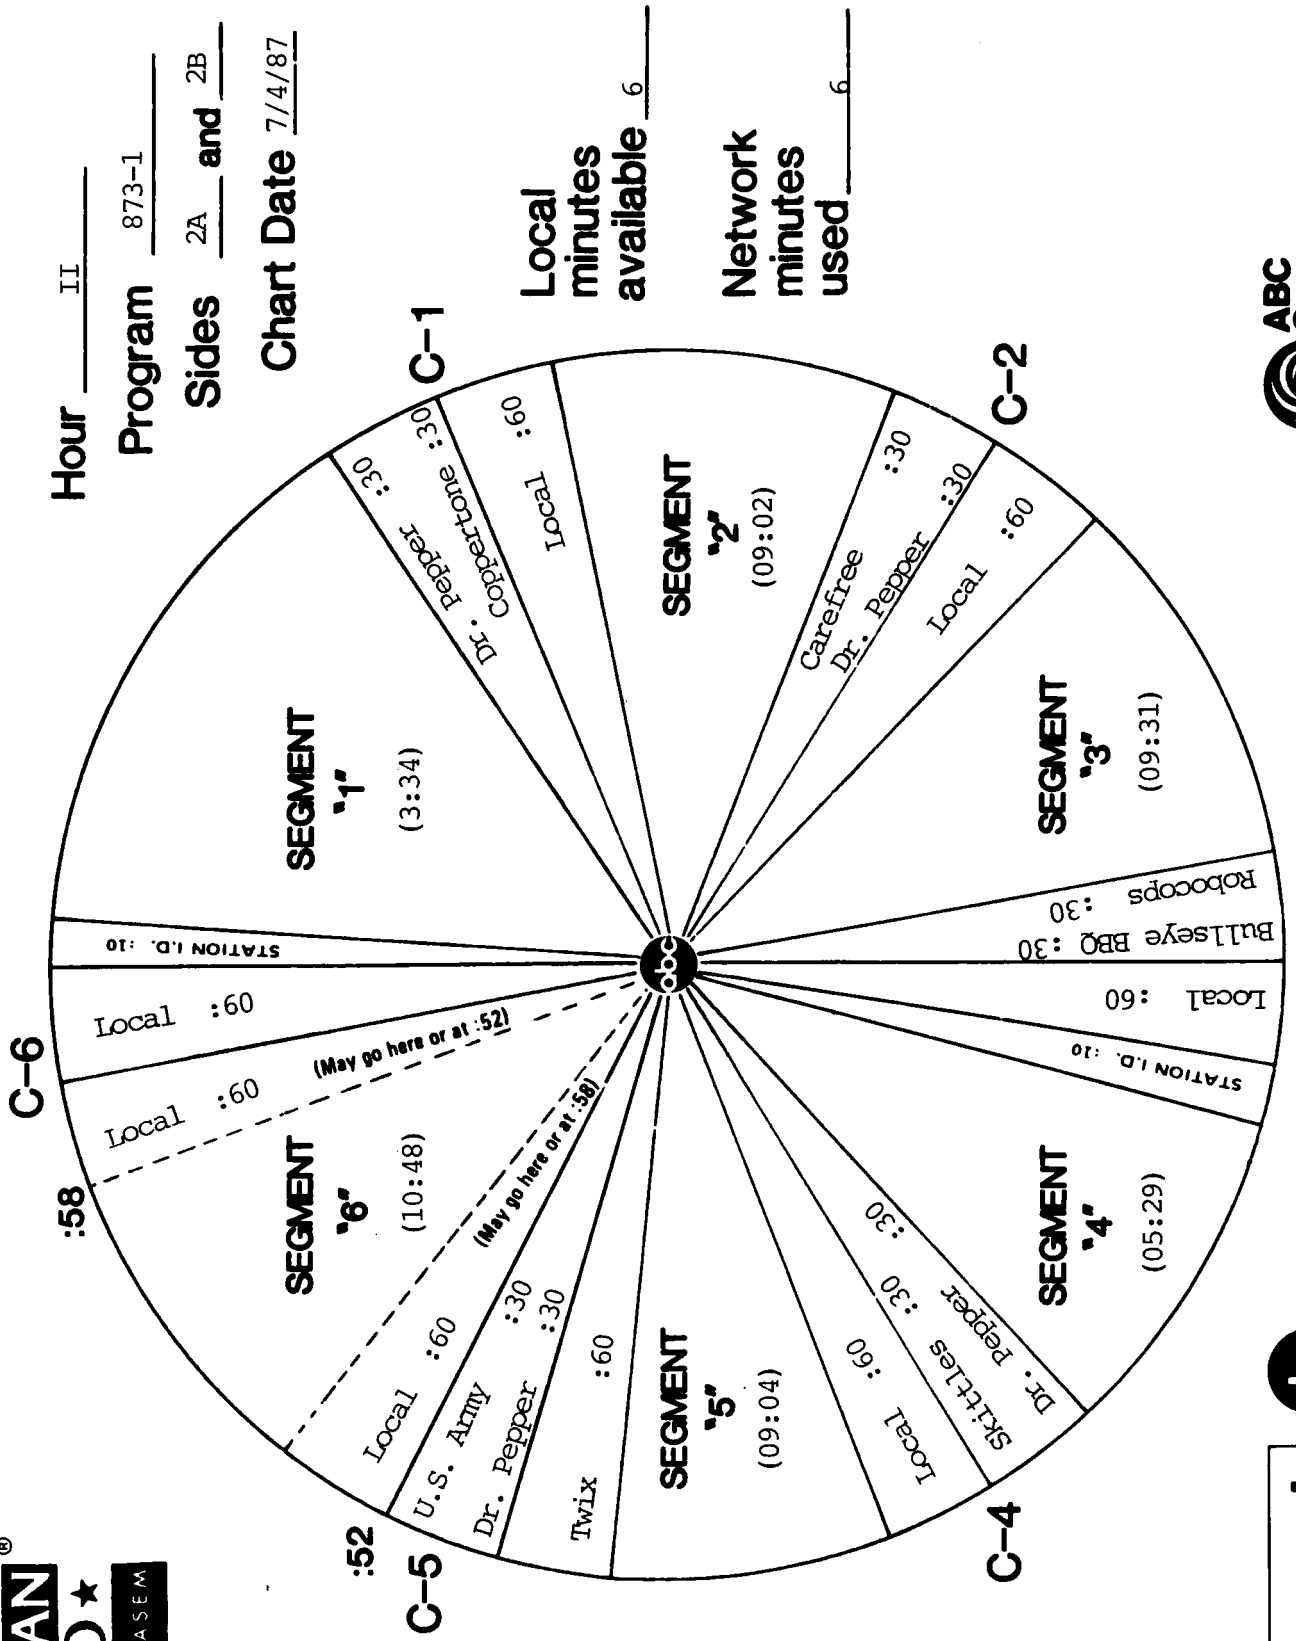 AN ®
ASEM
Hour II
Program 873-1
Sides 2A and 2B
Chart Date 7/4/87
Local
minutes
available 6
Network
minutes
used 6
ABC
STATION I.D. :10
SEGMENT
"1"
(3:34)
C-1
Dr. Pepper :30
Coppertone :30
Local :60
SEGMENT
"2"
(09:02)
C-2
Carefree :30
Dr. Pepper :30
Local :60
SEGMENT
"3"
(09:31)
Robocops :30
Bullseye BBQ :30
Local :60
STATION I.D. :10
SEGMENT
"4"
(05:29)
C-4
Dr. Pepper :30
Skittles :30
Local :60
SEGMENT
"5"
(09:04)
Twix :60
C-5
Dr. Pepper :30
U.S. Army :30
:52
Local :60
(May go here or at :58)
SEGMENT
"6"
(10:48)
:58
(May go here or at :52)
Local :60
C-6
Local :60
abc